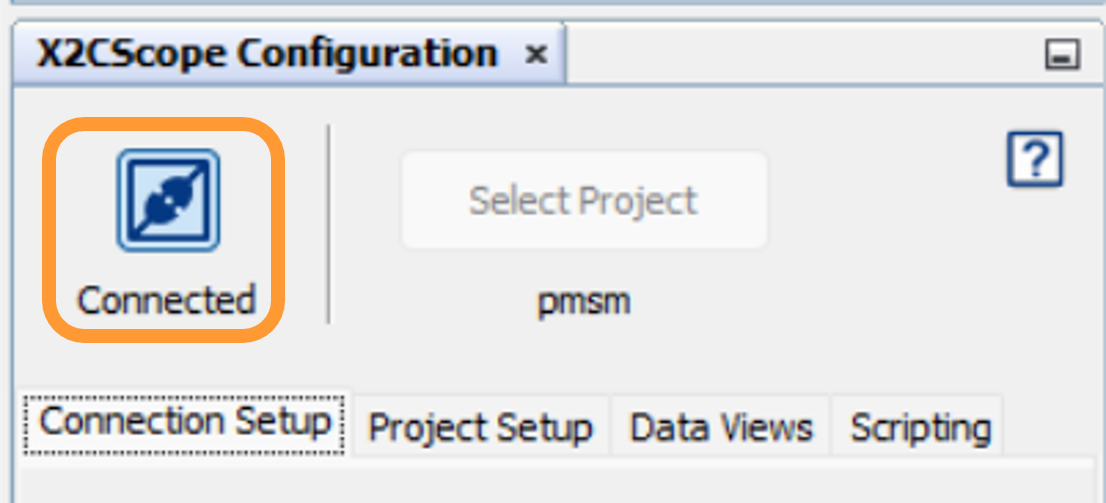 X2CScope Configuration ×
Select Project
?
Connected
pmsm
Connection Setup
Project Setup
Data Views
Scripting